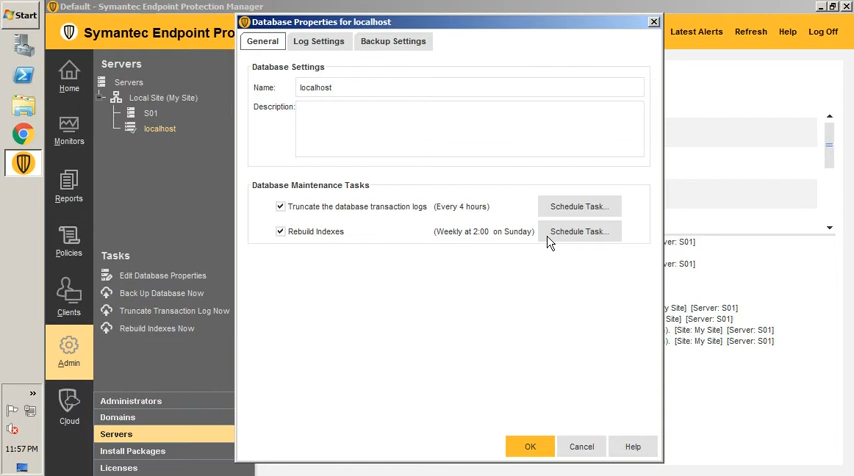 Start
Default - Symantec Endpoint Protection Manager
Symantec Endpoint Pro
Latest Alerts
Refresh
Help
Log Off
Home
Monitors
Reports
Policies
Clients
Admin
Cloud
Servers
Servers
Local Site (My Site)
S01
localhost
Tasks
Edit Database Properties
Back Up Database Now
Truncate Transaction Log Now
Rebuild Indexes Now
Administrators
Domains
Servers
Install Packages
Licenses
Database Properties for localhost
General
Log Settings
Backup Settings
Database Settings
Name:
localhost
Description:
Database Maintenance Tasks
Truncate the database transaction logs (Every 4 hours) Schedule Task...
Rebuild Indexes (Weekly at 2:00 on Sunday) Schedule Task...
OK
Cancel
Help
[Server: S01]
[Server: S01]
Site] [Server: S01]
Site] [Server: S01]
[Site: My Site] [Server: S01]
[Site: My Site] [Server: S01]
11:57 PM